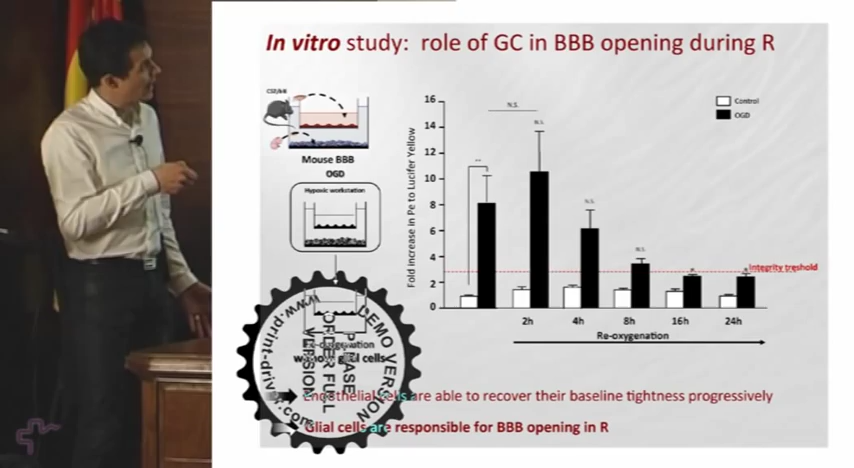 In vitro study: role of GC in BBB opening during R
Mouse BBB
OGD
Hypoxic workstation
Fold increase in Pe to Lucifer Yellow
16
14
12
10
8
6
4
2
0
**
N.S.
N.S.
N.S.
N.S.
*
*
Control
OGD
Integrity treshold
2h
4h
8h
16h
24h
Re-oxygenation
cells
Endothelial cells are able to recover their baseline tightness progressively
Glial cells are responsible for BBB opening in R
DEMO VERSION
PLEASE
ORDER FULL
VERSION
www.print-driver.com